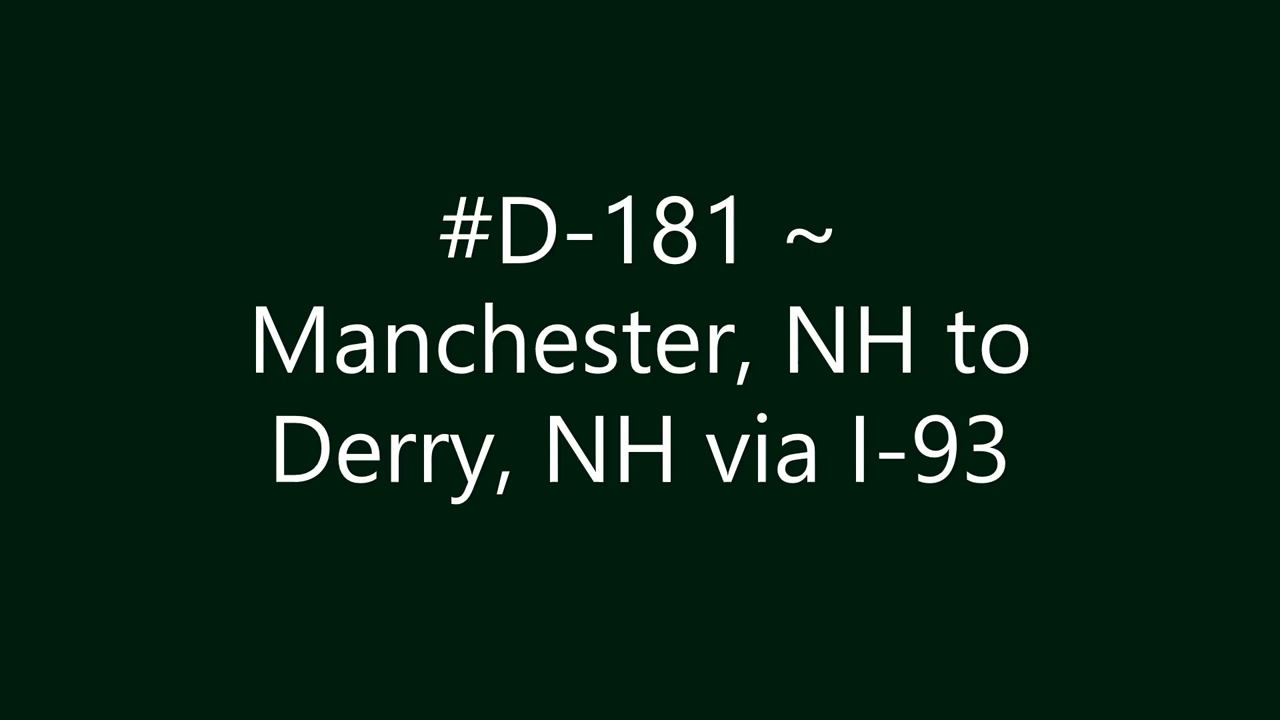 #D-181 ~
Manchester, NH to
Derry, NH via I-93